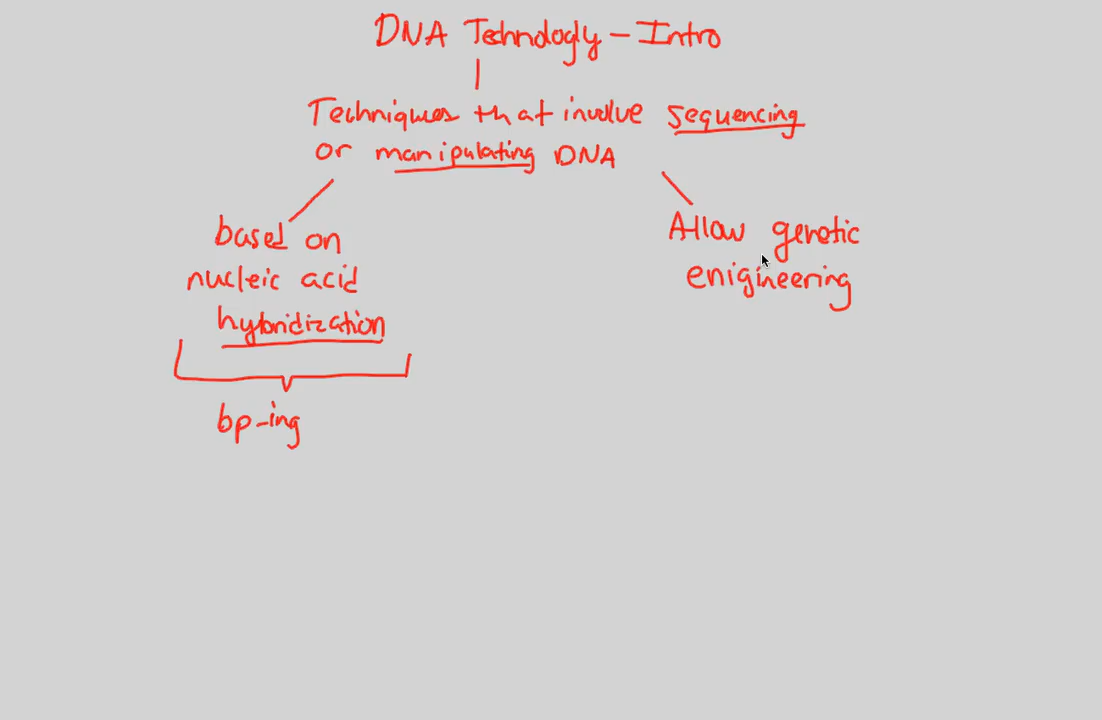 DNA Technology - Intro
Techniques that involve sequencing
or manipulating DNA
based on
nucleic acid
hybridization
bp-ing
Allow genetic
enigineering